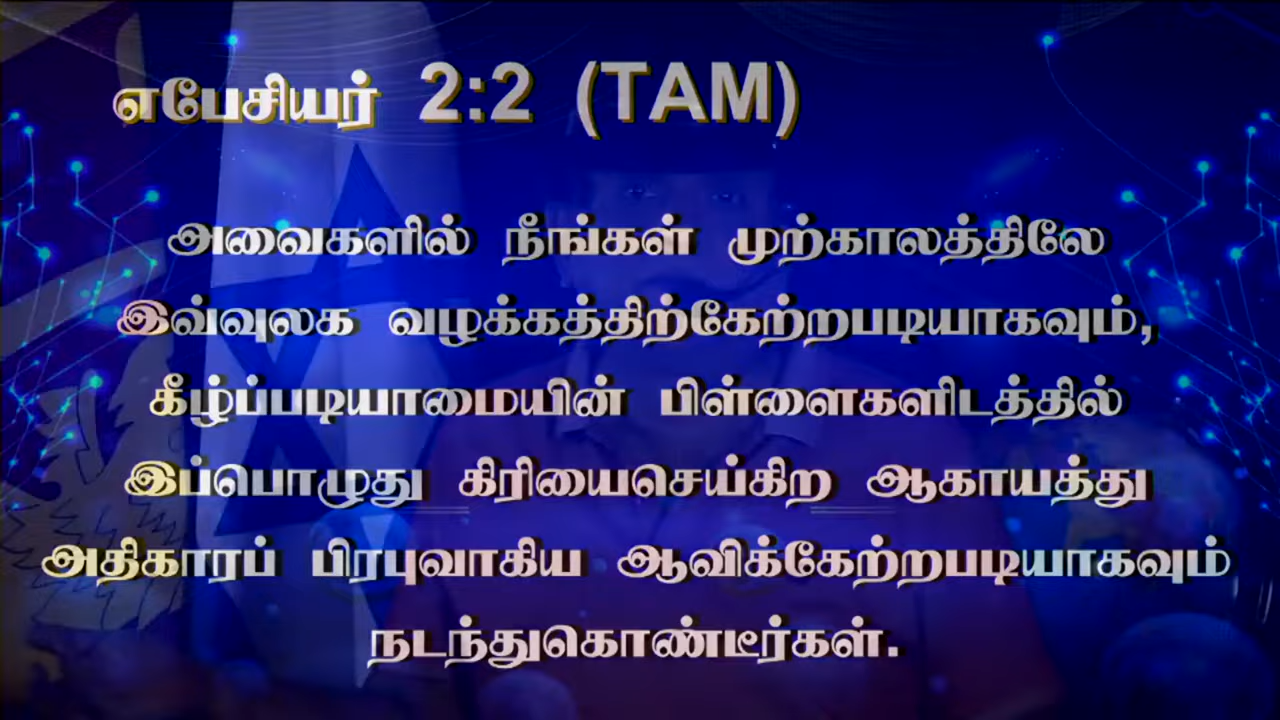 எபேசியர் 2:2 (TAM)
அவைகளில் நீங்கள் முற்காலத்திலே
இவ்வுலக வழக்கத்திற்கேற்றபடியாகவும்,
கீழ்ப்படியாமையின் பிள்ளைகளிடத்தில்
இப்பொழுது கிரியைசெய்கிற ஆகாயத்து
அதிகாரப் பிரபுவாகிய ஆவிக்கேற்றபடியாகவும்
நடந்துகொண்டீர்கள்.